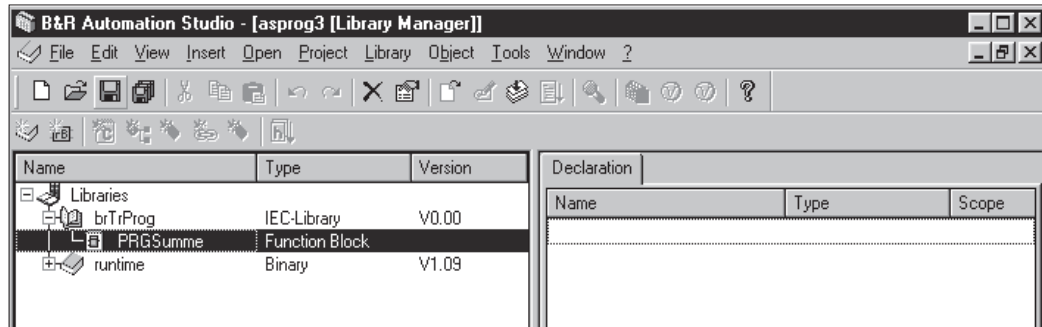 B&R Automation Studio - [asprog3 [Library Manager]]
File Edit View Insert Open Project Library Object Tools Window ?
Name Type Version
Libraries
brTrProg IEC-Library V0.00
PRGSumme Function Block
runtime Binary V1.09
Declaration
Name Type Scope